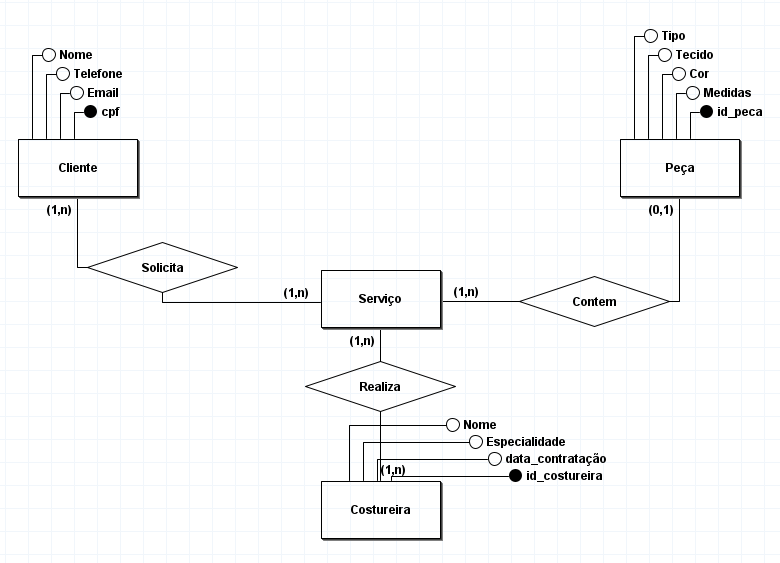 Nome
Telefone
Email
cpf
Cliente
(1,n)
Tipo
Tecido
Cor
Medidas
id_peca
Peça
(0,1)
Solicita
(1,n)
Serviço
(1,n)
Contem
(1,n)
Realiza
Nome
Especialidade
data_contratação
(1,n)
id_costureira
Costureira